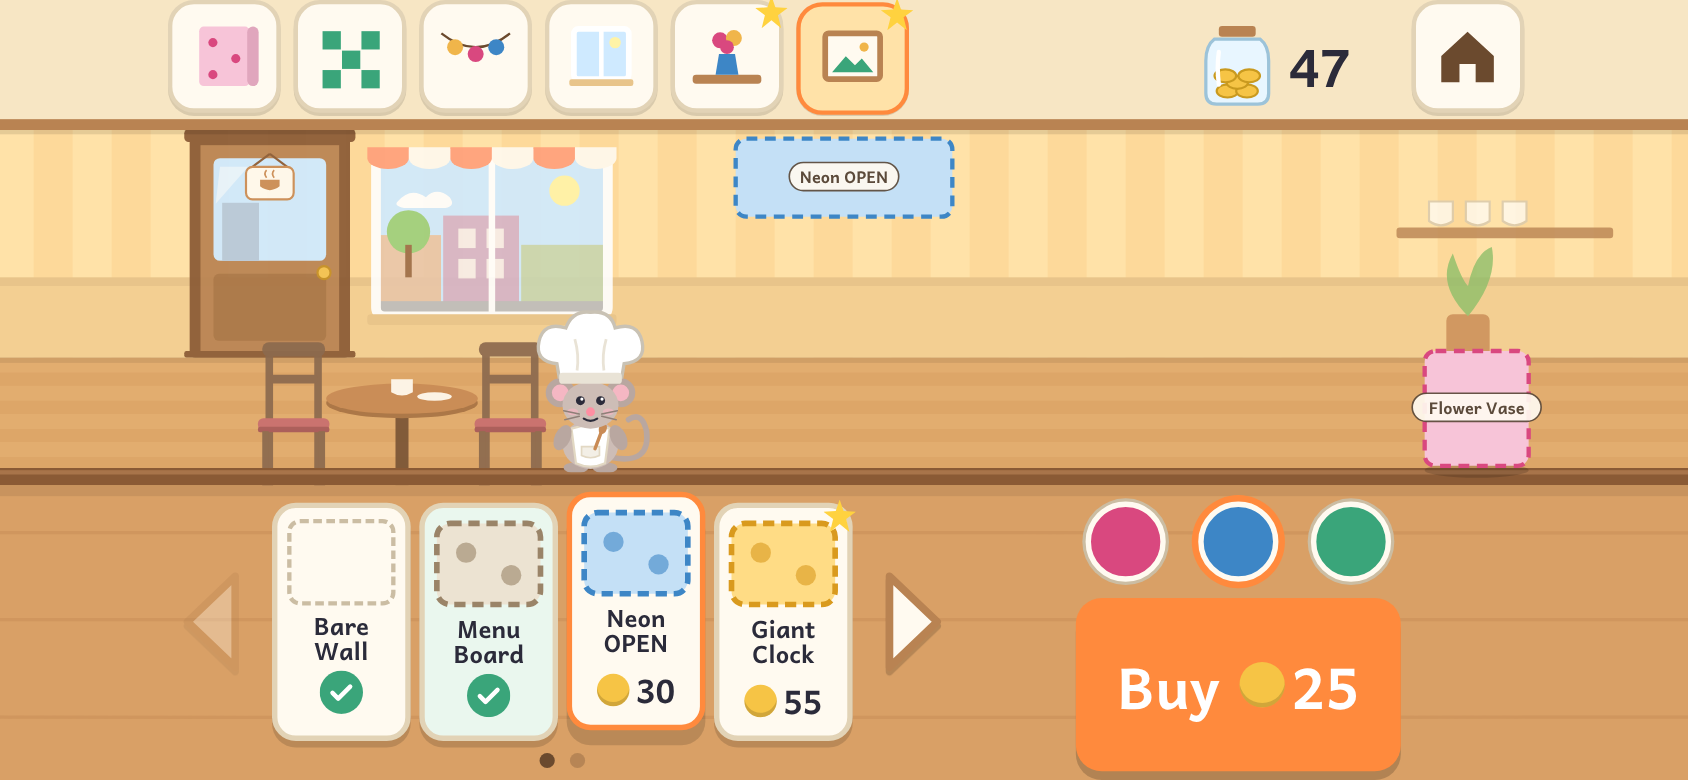 47
Neon OPEN
Flower Vase
Bare
Wall
Menu
Board
Neon
OPEN
30
Giant
Clock
55
Buy 25